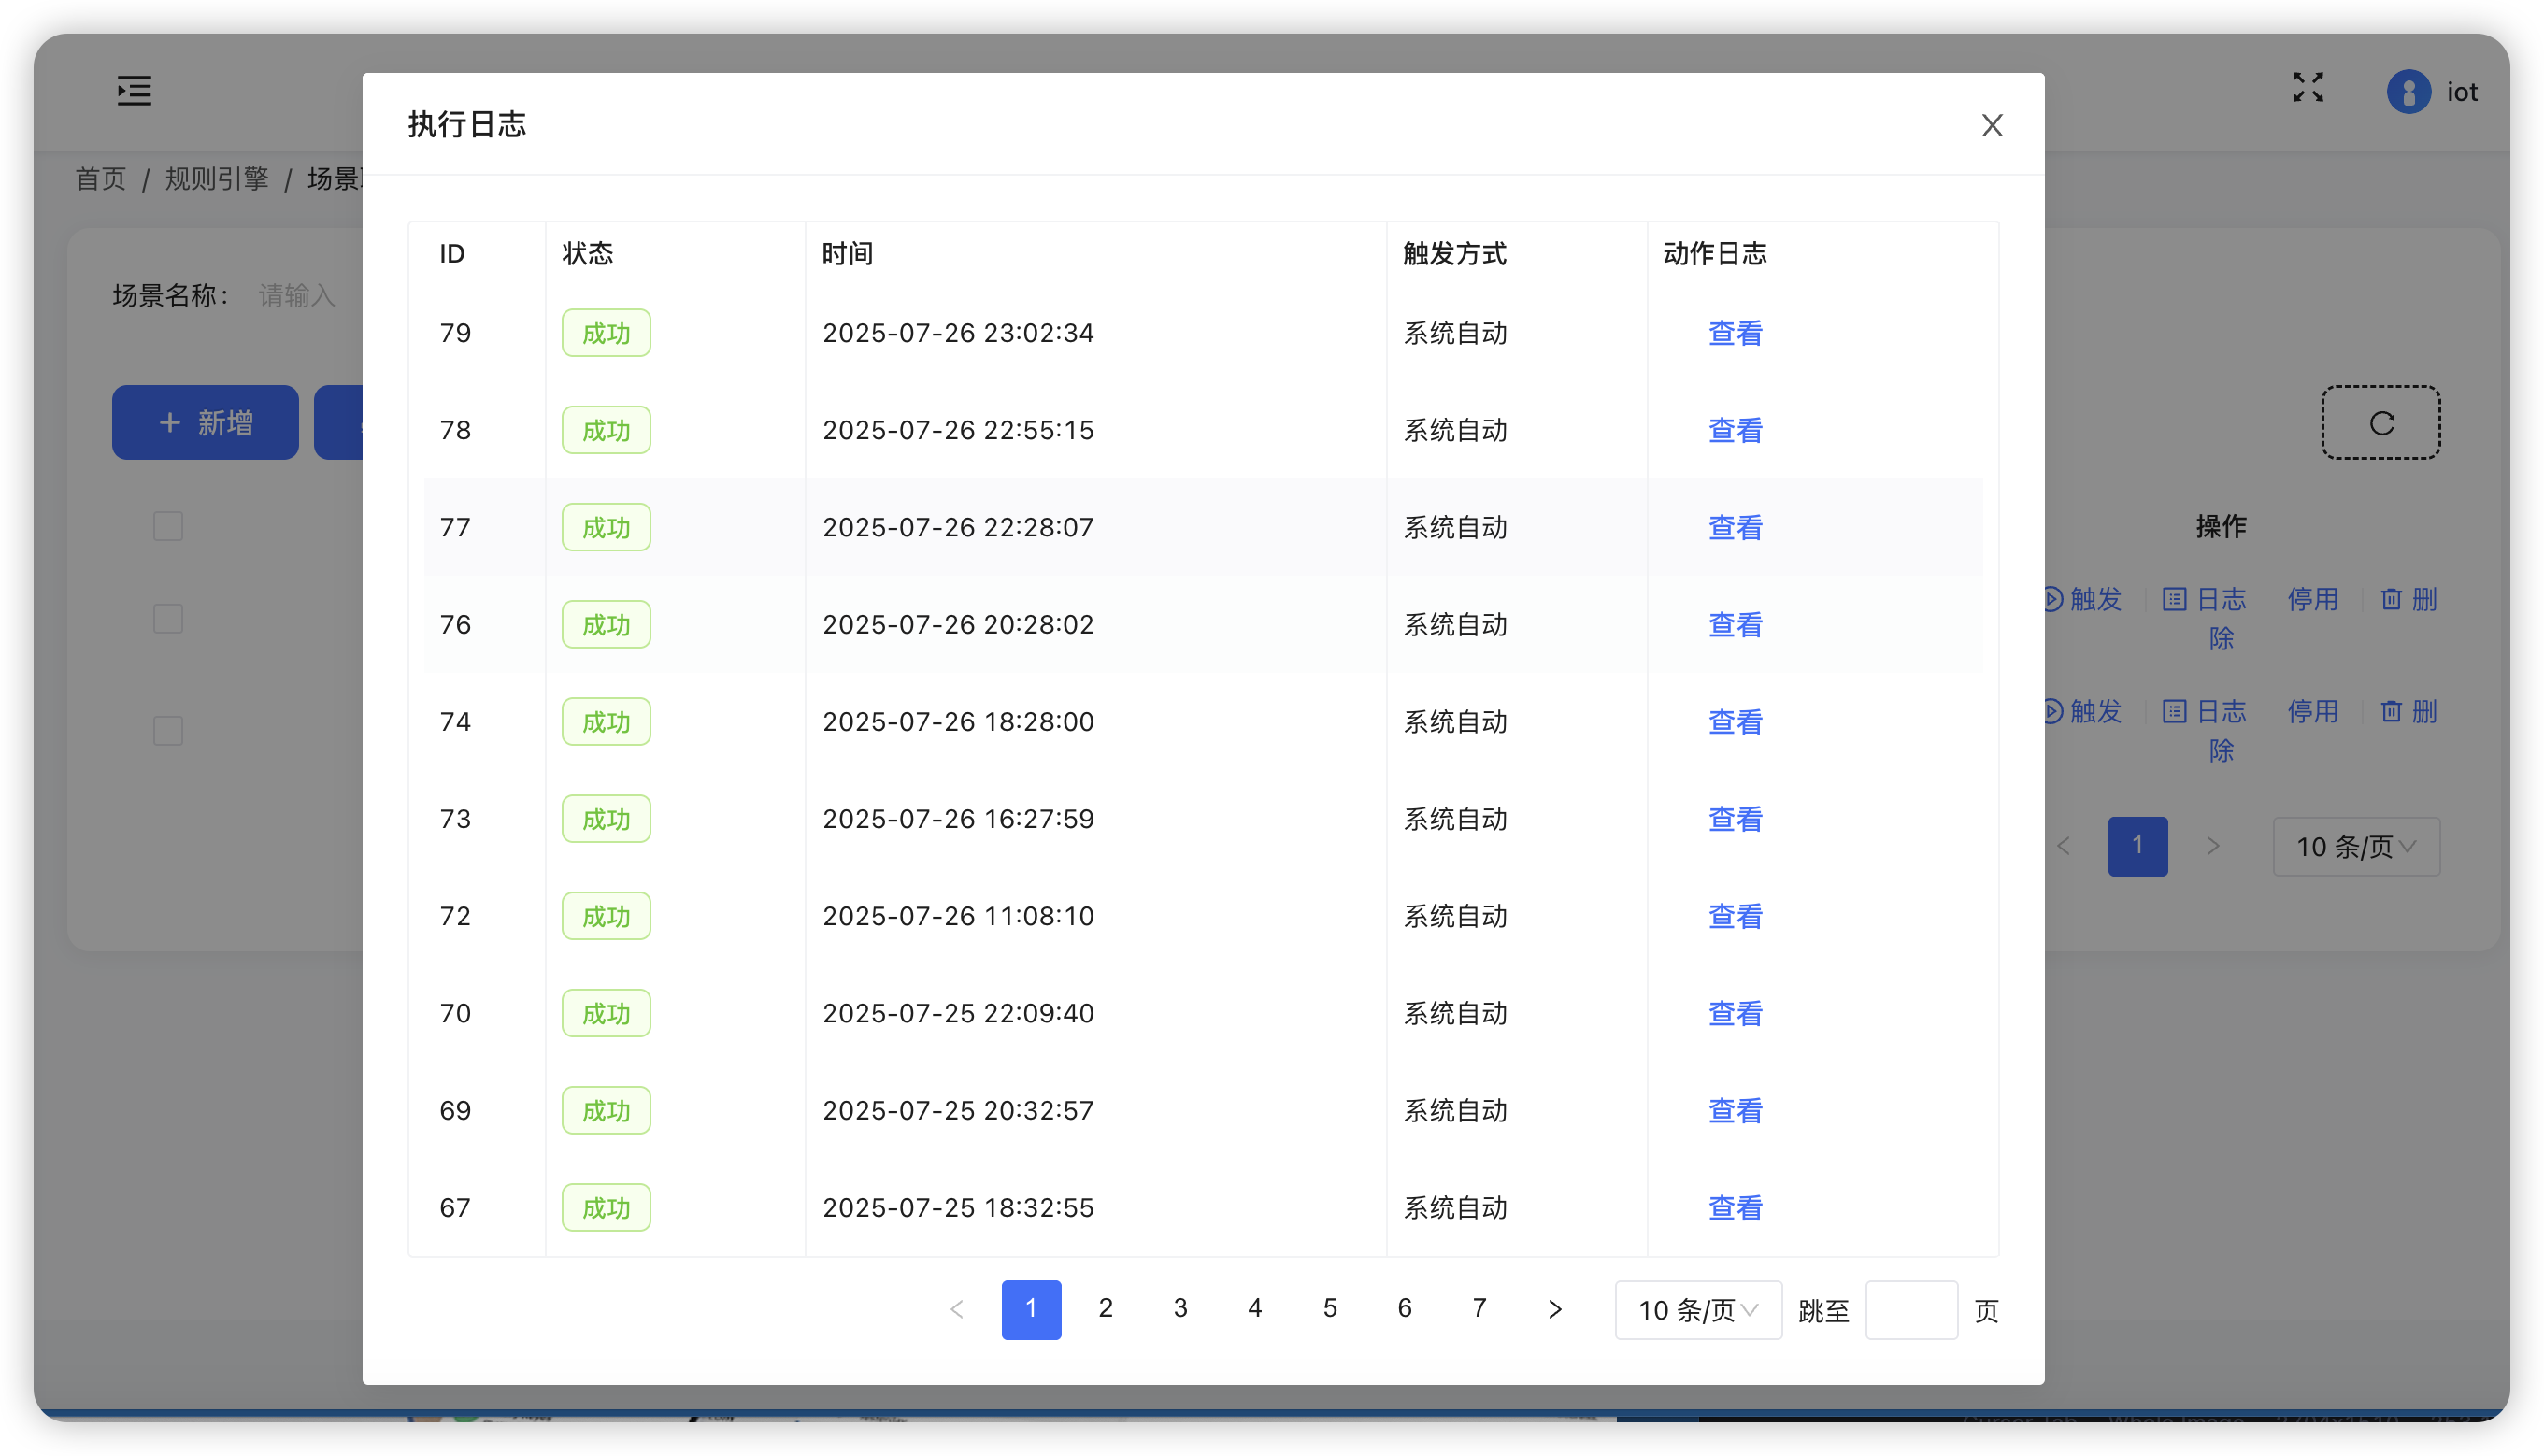 iot
执行日志
首页 / 规则引擎 / 场景
场景名称： 请输入
ID 状态 时间 触发方式 动作日志
79 成功 2025-07-26 23:02:34 系统自动 查看
+ 新增
78 成功 2025-07-26 22:55:15 系统自动 查看
77 成功 2025-07-26 22:28:07 系统自动 查看
操作
76 成功 2025-07-26 20:28:02 系统自动 查看
触发 日志 停用 删
除
74 成功 2025-07-26 18:28:00 系统自动 查看
触发 日志 停用 删
除
73 成功 2025-07-26 16:27:59 系统自动 查看
1 10 条/页
72 成功 2025-07-26 11:08:10 系统自动 查看
70 成功 2025-07-25 22:09:40 系统自动 查看
69 成功 2025-07-25 20:32:57 系统自动 查看
67 成功 2025-07-25 18:32:55 系统自动 查看
1 2 3 4 5 6 7 10 条/页 跳至 页